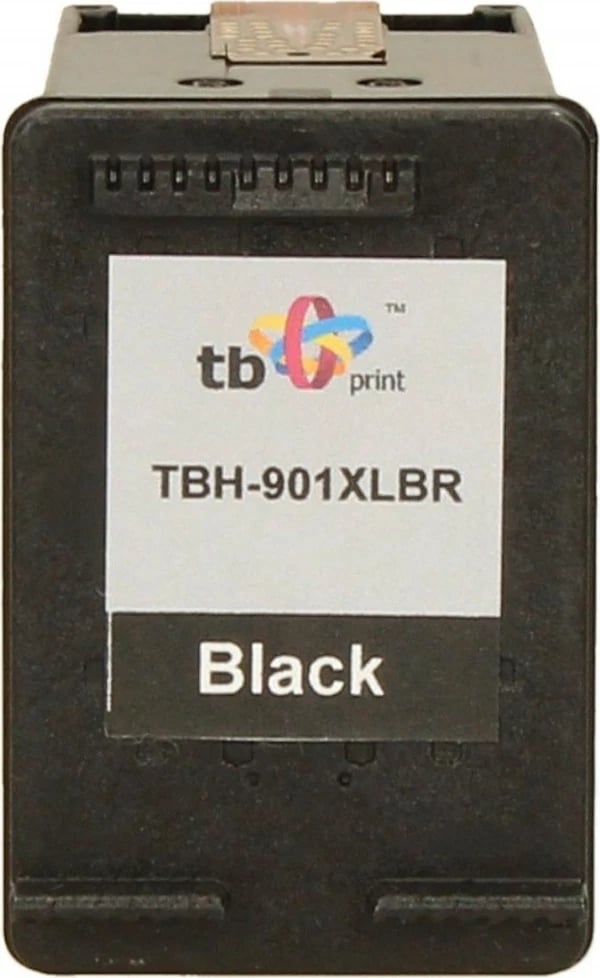 tb print ™
TBH-901XLBR
Black